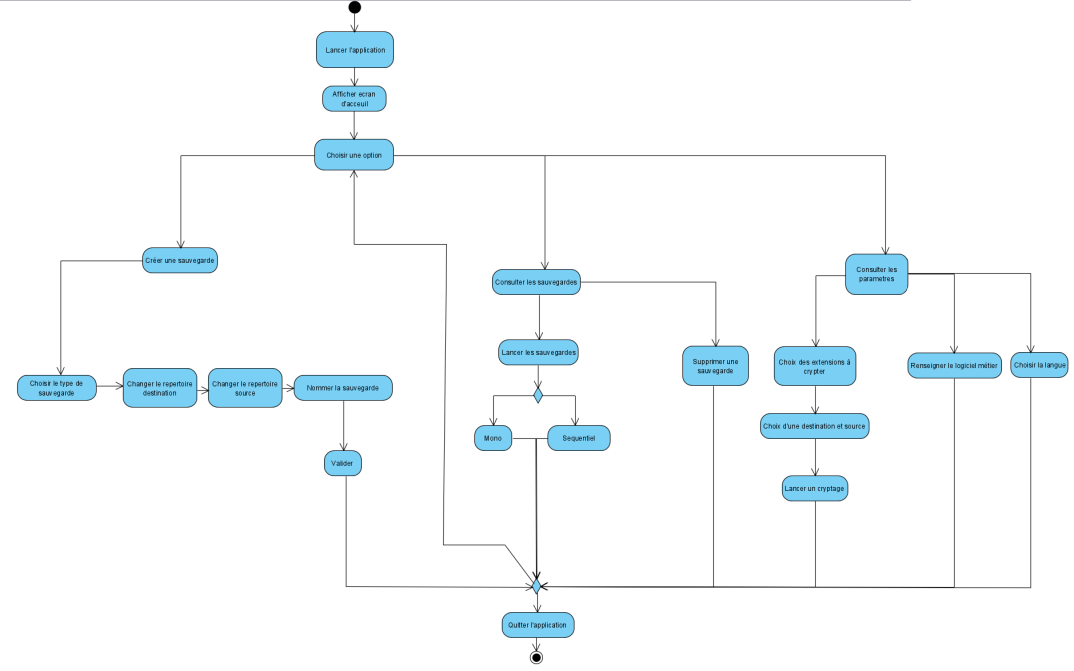 Lancer l'application
Afficher ecran
d'acceuil
Choisir une option
Créer une sauvegarde
Consulter les sauvegardes
Consulter les
parametres
Lancer les sauvegardes
Supprimer une
sauvegarde
Choix des extensions à
crypter
Renseigner le logiciel métier
Choisir la langue
Choisir le type de
sauvegarde
Changer le repertoire
destination
Changer le repertoire
source
Nommer la sauvegarde
Choix d'une destination et source
Mono
Sequentiel
Valider
Lancer un cryptage
Quitter l'application